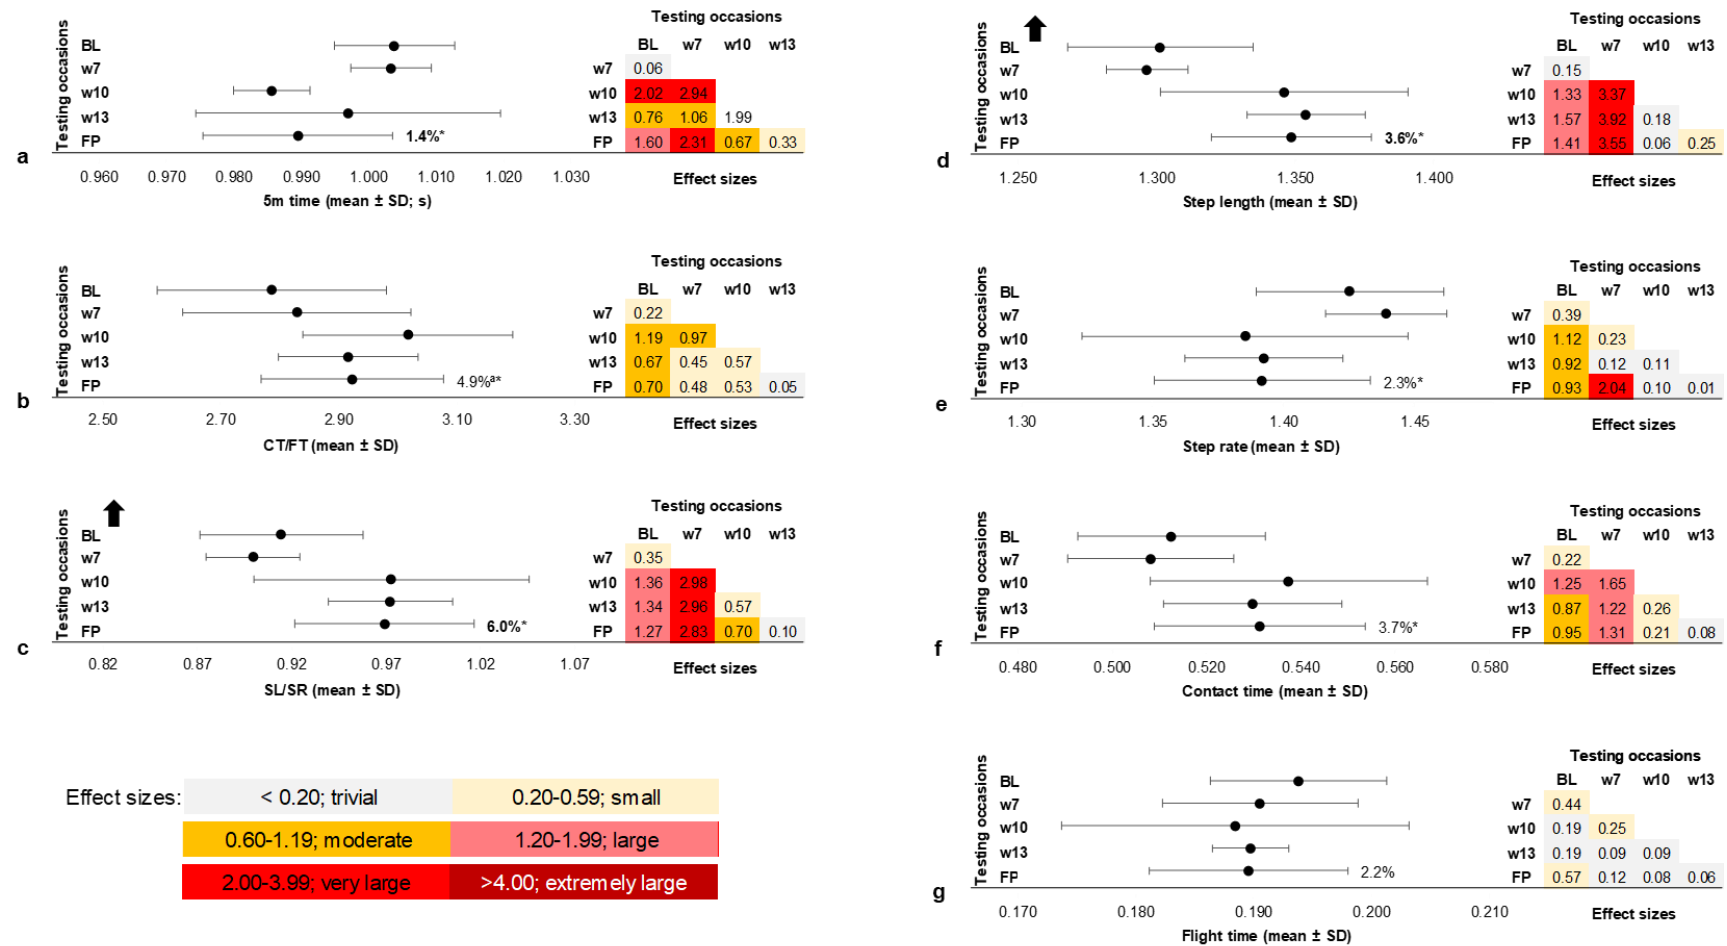 Testing occasions
BL w7 w10 w13
BL
w7
w10
w13
FP
Testing occasions
1.4%*
w7 0.06
w10 2.02 2.94
w13 0.76 1.06 1.99
FP 1.60 2.31 0.67 0.33
a
0.960 0.970 0.980 0.990 1.000 1.010 1.020 1.030
Effect sizes
5m time (mean ± SD; s)
Testing occasions
BL w7 w10 w13
BL
w7
w10
w13
FP
Testing occasions
4.9%ª*
w7 0.22
w10 1.19 0.97
w13 0.67 0.45 0.57
FP 0.70 0.48 0.53 0.05
b
2.50 2.70 2.90 3.10 3.30
Effect sizes
CT/FT (mean ± SD)
Testing occasions
BL w7 w10 w13
BL
w7
w10
w13
FP
Testing occasions
6.0%*
w7 0.35
w10 1.36 2.98
w13 1.34 2.96 0.57
FP 1.27 2.83 0.70 0.10
c
0.82 0.87 0.92 0.97 1.02 1.07
Effect sizes
SL/SR (mean ± SD)
Effect sizes: < 0.20; trivial 0.20-0.59; small
0.60-1.19; moderate 1.20-1.99; large
2.00-3.99; very large >4.00; extremely large
Testing occasions
BL w7 w10 w13
BL
w7
w10
w13
FP
Testing occasions
3.6%*
w7 0.15
w10 1.33 3.37
w13 1.57 3.92 0.18
FP 1.41 3.55 0.06 0.25
d
1.250 1.300 1.350 1.400
Effect sizes
Step length (mean ± SD)
Testing occasions
BL w7 w10 w13
BL
w7
w10
w13
FP
Testing occasions
2.3%*
w7 0.39
w10 1.12 0.23
w13 0.92 0.12 0.11
FP 0.93 2.04 0.10 0.01
e
1.30 1.35 1.40 1.45
Effect sizes
Step rate (mean ± SD)
Testing occasions
BL w7 w10 w13
BL
w7
w10
w13
FP
Testing occasions
3.7%*
w7 0.22
w10 1.25 1.65
w13 0.87 1.22 0.26
FP 0.95 1.31 0.21 0.08
f
0.480 0.500 0.520 0.540 0.560 0.580
Effect sizes
Contact time (mean ± SD)
Testing occasions
BL w7 w10 w13
BL
w7
w10
w13
FP
Testing occasions
2.2%
w7 0.44
w10 0.19 0.25
w13 0.19 0.09 0.09
FP 0.57 0.12 0.08 0.06
g
0.170 0.180 0.190 0.200 0.210
Effect sizes
Flight time (mean ± SD)